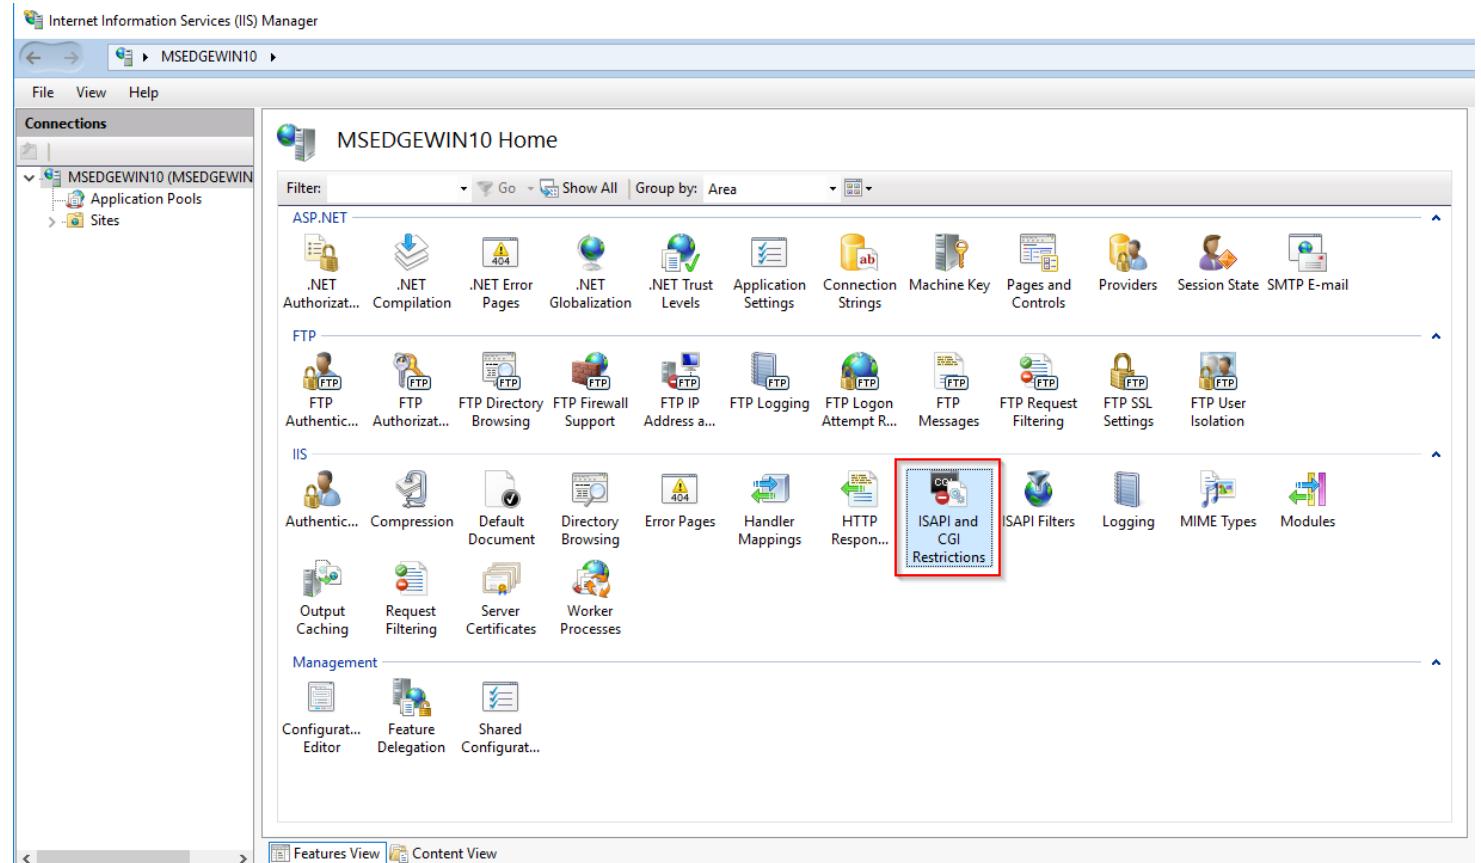 Internet Information Services (IIS) Manager
MSEDGEWIN10
File View Help
Connections
MSEDGEWIN10 (MSEDGEWIN
Application Pools
Sites
MSEDGEWIN10 Home
Filter: Go Show All Group by: Area
ASP.NET
.NET Authorizat...
.NET Compilation
.NET Error Pages
.NET Globalization
.NET Trust Levels
Application Settings
Connection Strings
Machine Key
Pages and Controls
Providers
Session State
SMTP E-mail
FTP
FTP Authentic...
FTP Authorizat...
FTP Directory Browsing
FTP Firewall Support
FTP IP Address a...
FTP Logging
FTP Logon Attempt R...
FTP Messages
FTP Request Filtering
FTP SSL Settings
FTP User Isolation
IIS
Authentic...
Compression
Default Document
Directory Browsing
Error Pages
Handler Mappings
HTTP Respon...
ISAPI and CGI Restrictions
ISAPI Filters
Logging
MIME Types
Modules
Output Caching
Request Filtering
Server Certificates
Worker Processes
Management
Configurat... Editor
Feature Delegation
Shared Configurat...
Features View Content View